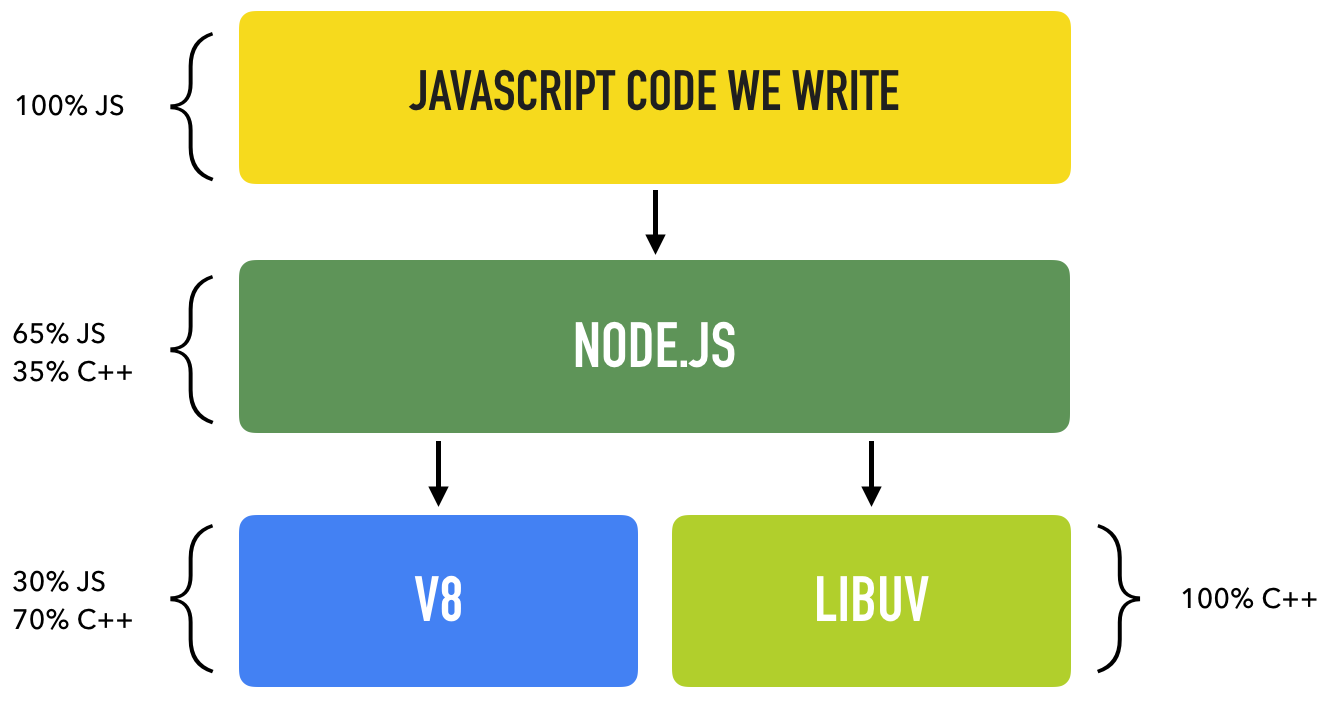 100% JS
JAVASCRIPT CODE WE WRITE
65% JS
35% C++
NODE.JS
30% JS
70% C++
V8
LIBUV
100% C++